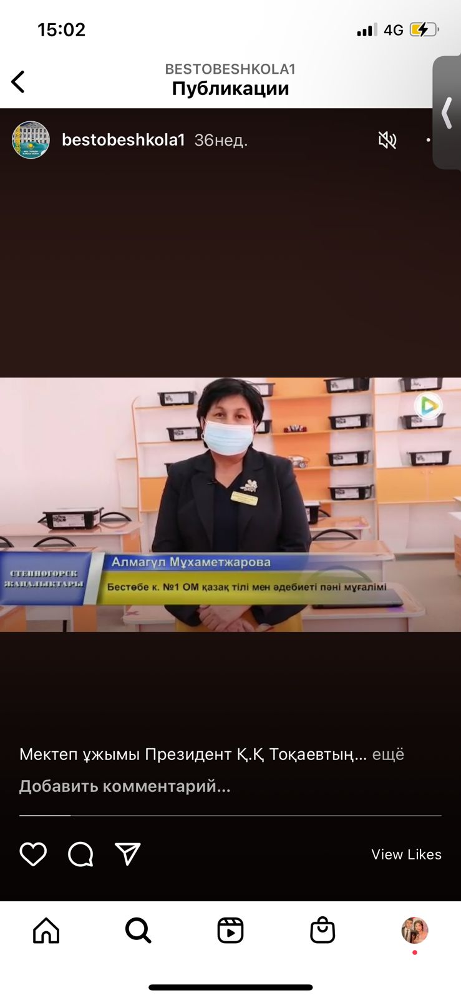 15:02
4G
BESTOBESHKOLA1
Публикации
bestobeshkola1 36нед.
Алмагүл Мұхаметжарова
СТЕПНОГОРСК
ЖАҢАЛЫҚТАРЫ
Бестөбе к. №1 ОМ қазақ тілі мен әдебиеті пәні мұғалімі
Мектеп ұжымы Президент Қ.Қ Тоқаевтың... ещё
Добавить комментарий...
View Likes